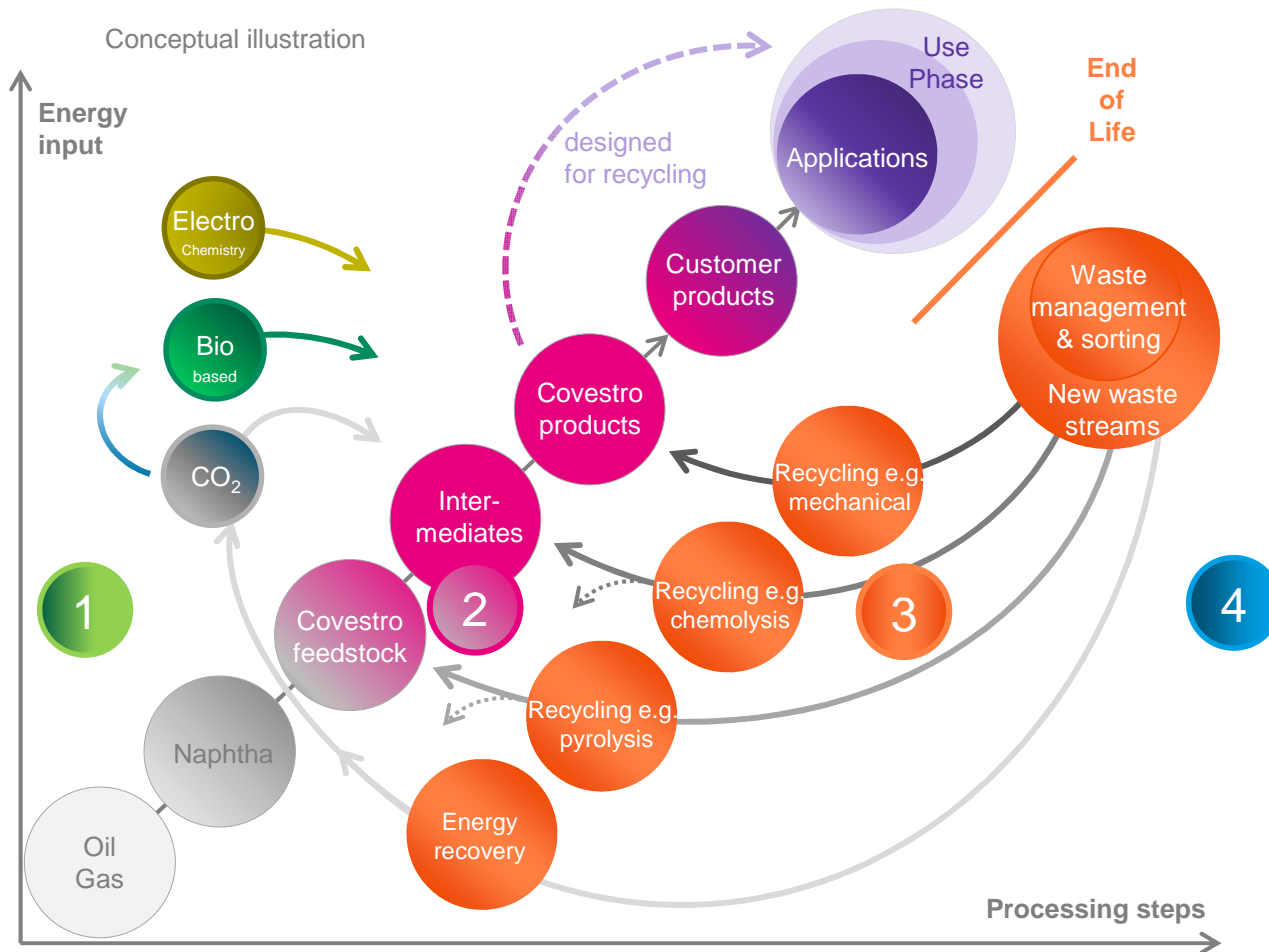 Conceptual illustration
Energy
input
Use
Phase
End
of
Life
designed
for recycling
Applications
Electro
Chemistry
Customer
products
Waste
management
& sorting
New waste
streams
Bio
based
Covestro
products
CO₂
Recycling e.g.
mechanical
Inter-
mediates
Recycling e.g.
chemolysis
1
2
3
4
Covestro
feedstock
Recycling e.g.
pyrolysis
Naphtha
Energy
recovery
Oil
Gas
Processing steps